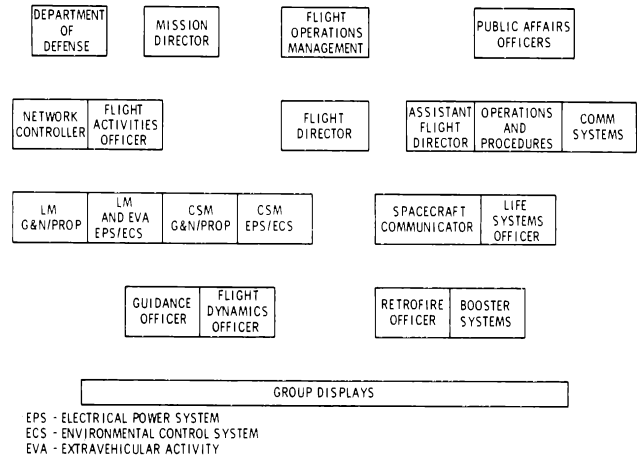 DEPARTMENT
OF
DEFENSE
MISSION
DIRECTOR
FLIGHT
OPERATIONS
MANAGEMENT
PUBLIC AFFAIRS
OFFICERS
NETWORK
CONTROLLER
FLIGHT
ACTIVITIES
OFFICER
FLIGHT
DIRECTOR
ASSISTANT
FLIGHT
DIRECTOR
OPERATIONS
AND
PROCEDURES
COMM
SYSTEMS
LM
G&N/PROP
LM
AND EVA
EPS/ECS
CSM
G&N/PROP
CSM
EPS/ECS
SPACECRAFT
COMMUNICATOR
LIFE
SYSTEMS
OFFICER
GUIDANCE
OFFICER
FLIGHT
DYNAMICS
OFFICER
RETROFIRE
OFFICER
BOOSTER
SYSTEMS
GROUP DISPLAYS
EPS - ELECTRICAL POWER SYSTEM
ECS - ENVIRONMENTAL CONTROL SYSTEM
EVA - EXTRAVEHICULAR ACTIVITY